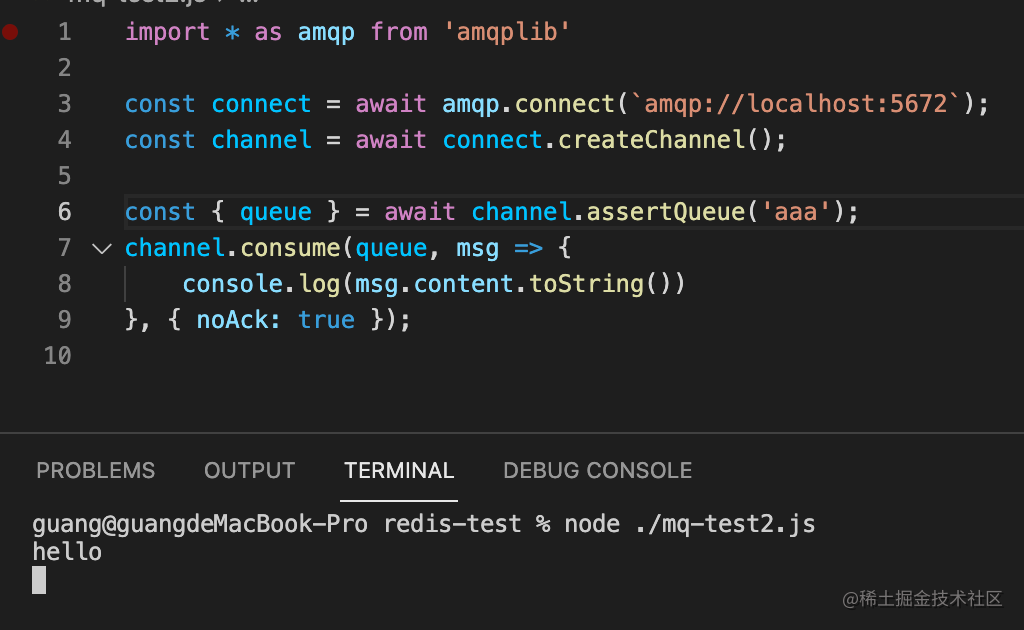 mq-test2.js > ...
1 import * as amqp from 'amqplib'
2
3 const connect = await amqp.connect(`amqp://localhost:5672`);
4 const channel = await connect.createChannel();
5
6 const { queue } = await channel.assertQueue('aaa');
7 channel.consume(queue, msg => {
8     console.log(msg.content.toString())
9 }, { noAck: true });
10
PROBLEMS OUTPUT TERMINAL DEBUG CONSOLE
guang@guangdeMacBook-Pro redis-test % node ./mq-test2.js
hello
@稀土掘金技术社区